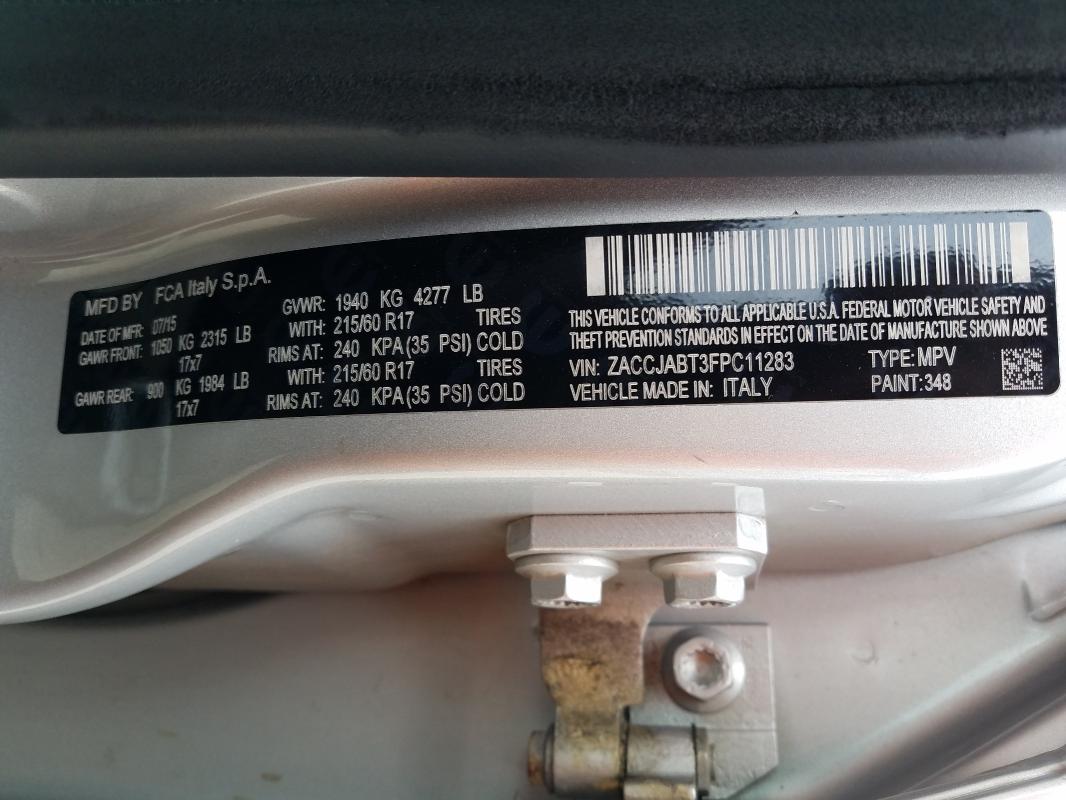 MFD BY FCA Italy S.p.A.
DATE OF MFR: 07/15
GVWR: 1940 KG 4277 LB
GAWR FRONT: 1050 KG 2315 LB
WITH: 215/60 R17 TIRES
17x7
RIMS AT: 240 KPA (35 PSI) COLD
GAWR REAR: 900 KG 1984 LB
WITH: 215/60 R17 TIRES
17x7
RIMS AT: 240 KPA (35 PSI) COLD
THIS VEHICLE CONFORMS TO ALL APPLICABLE U.S.A. FEDERAL MOTOR VEHICLE SAFETY AND
THEFT PREVENTION STANDARDS IN EFFECT ON THE DATE OF MANUFACTURE SHOWN ABOVE
VIN: ZACCJABT3FPC11283 TYPE: MPV
VEHICLE MADE IN: ITALY PAINT: 348